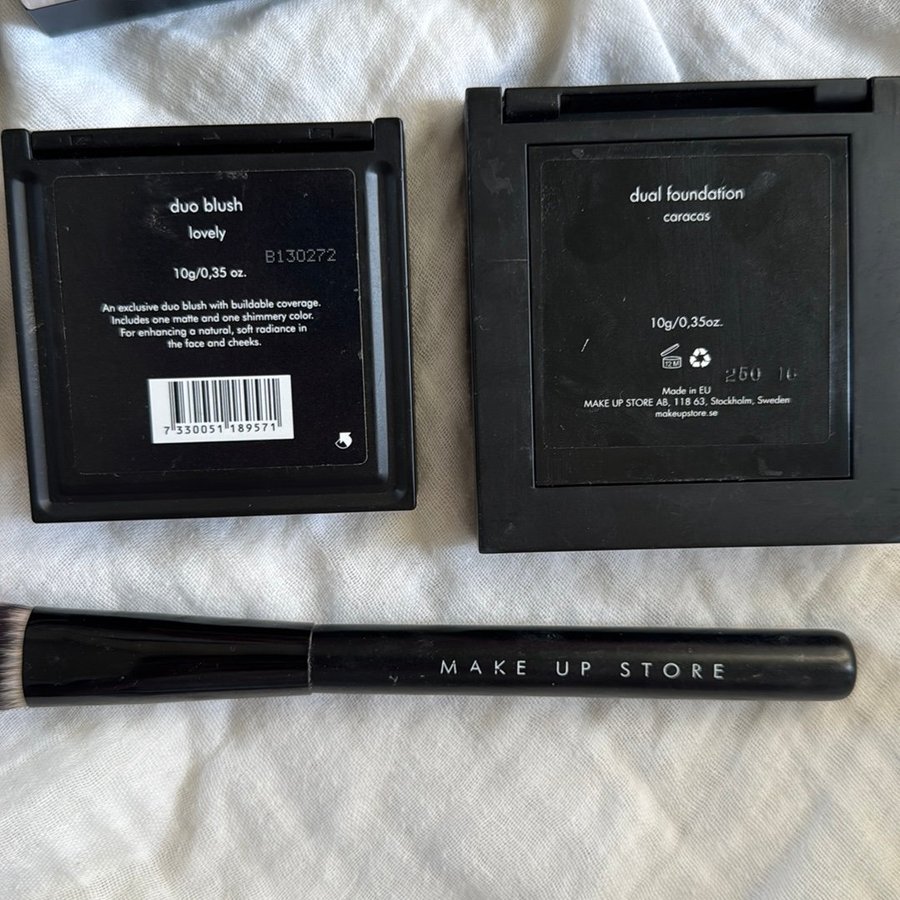 duo blush
lovely
B130272
10g/0,35 oz.
An exclusive duo blush with buildable coverage.
Includes one matte and one shimmery color.
For enhancing a natural, soft radiance in
the face and cheeks.
7 330051 189571
dual foundation
caracas
10g/0,35oz.
12 M
250 16
Made in EU
MAKE UP STORE AB, 118 63, Stockholm, Sweden
makeupstore.se
MAKE UP STORE